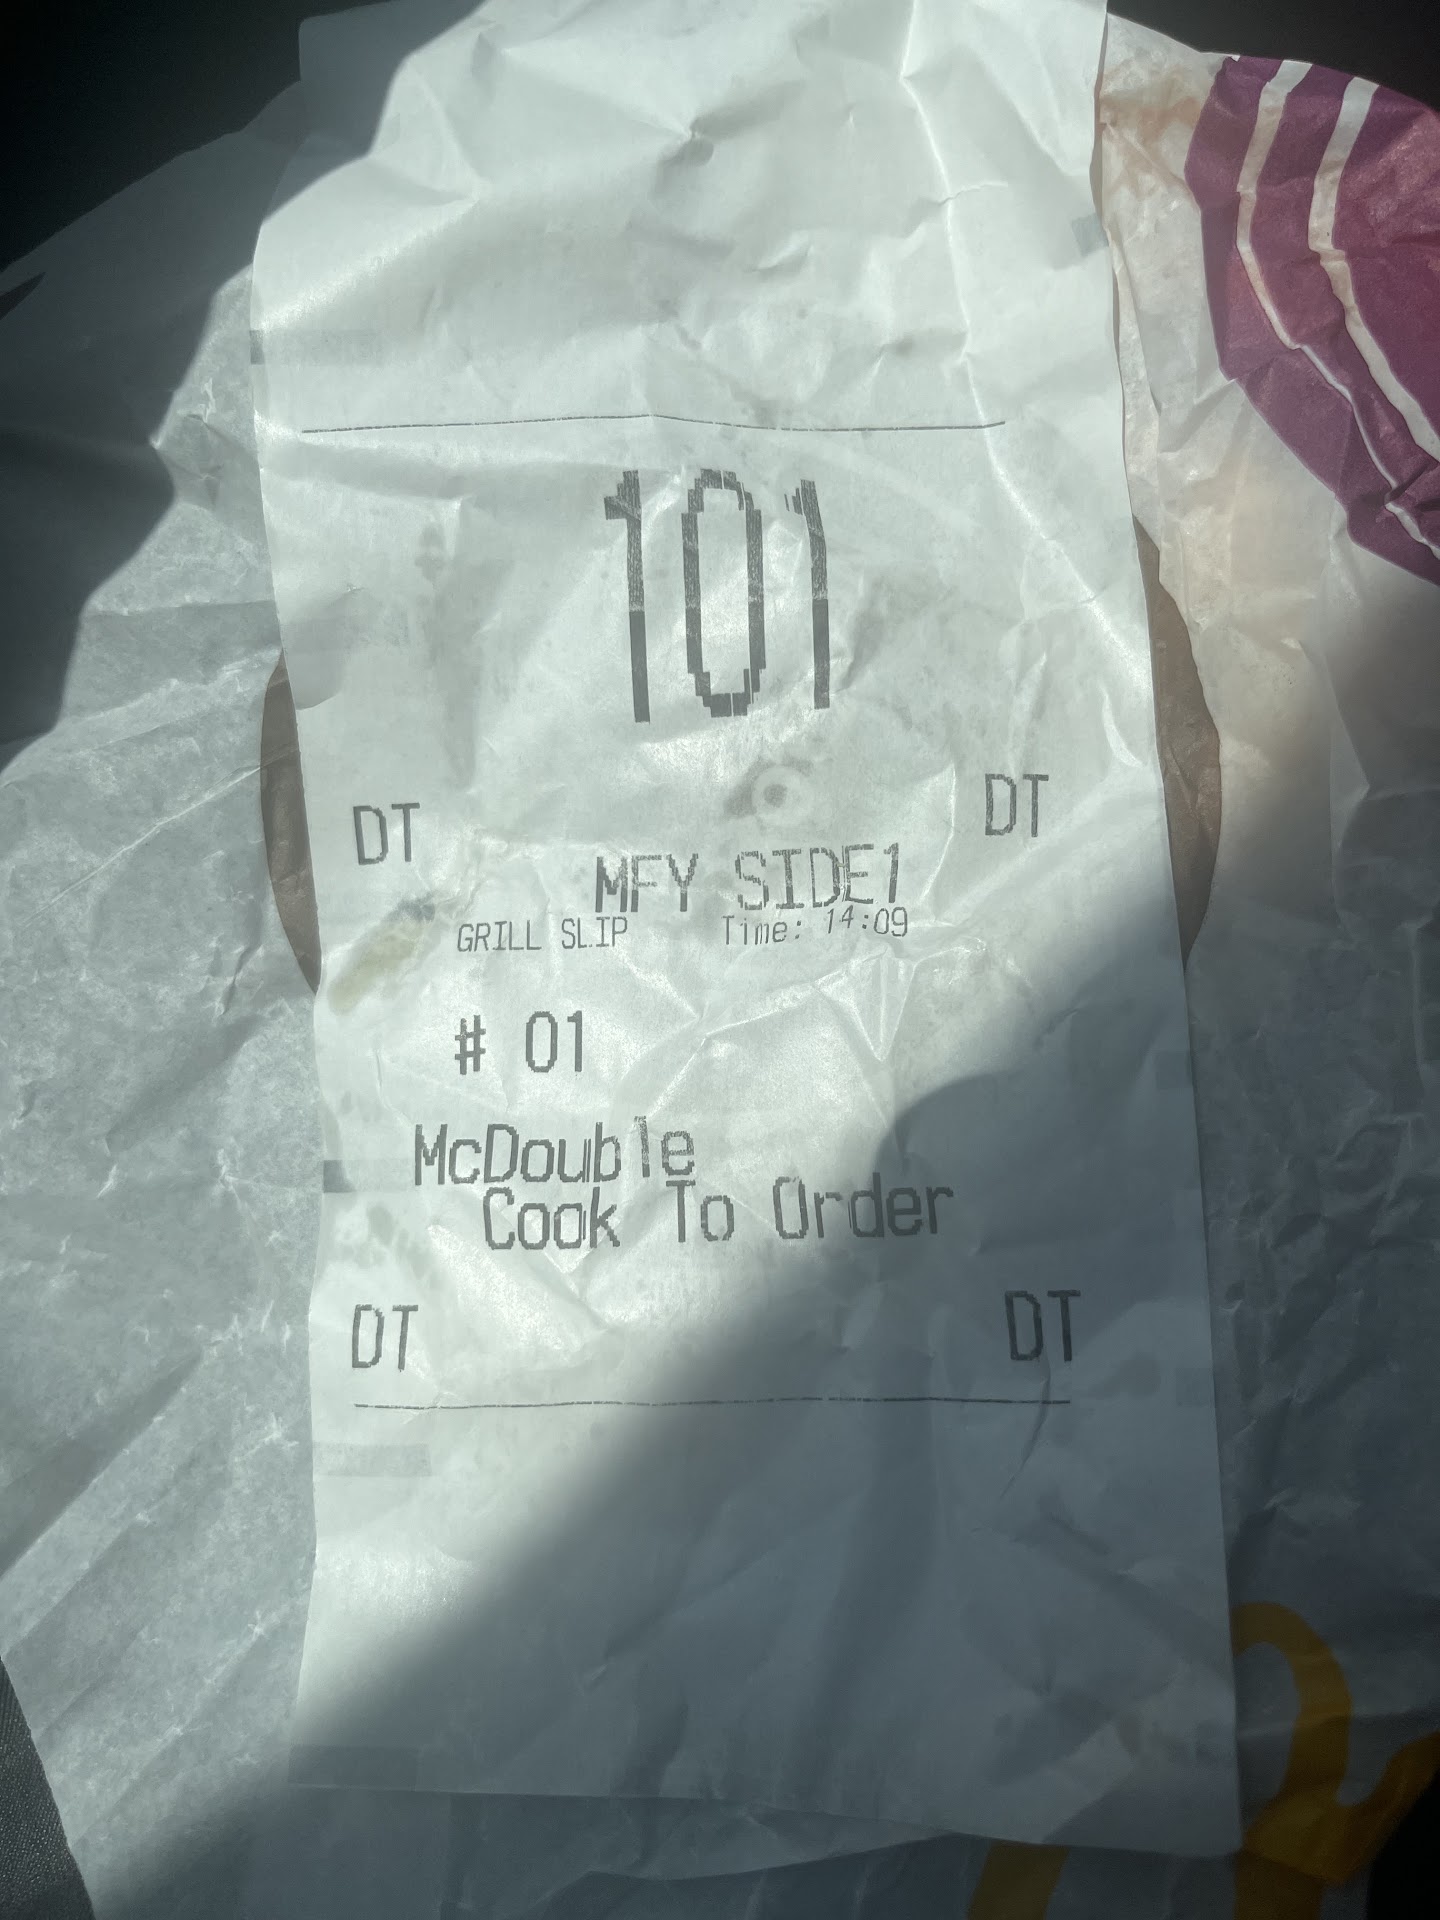 101
DT DT
MFY SIDE1
GRILL SLIP Time: 14:09
# 01
McDouble
Cook To Order
DT DT